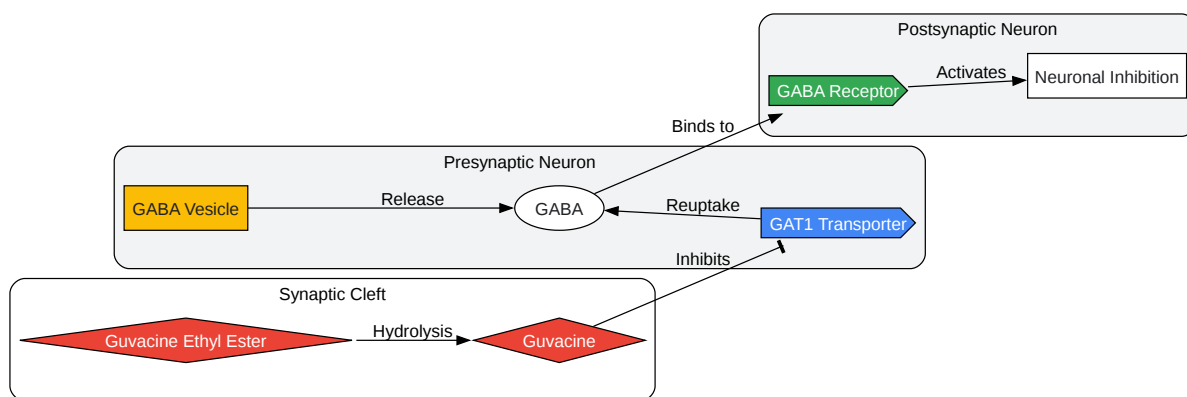 Postsynaptic Neuron
GABA Receptor
Activates
Neuronal Inhibition
Binds to
Presynaptic Neuron
GABA Vesicle
Release
GABA
Reuptake
GAT1 Transporter
Inhibits
Synaptic Cleft
Guvacine Ethyl Ester
Hydrolysis
Guvacine